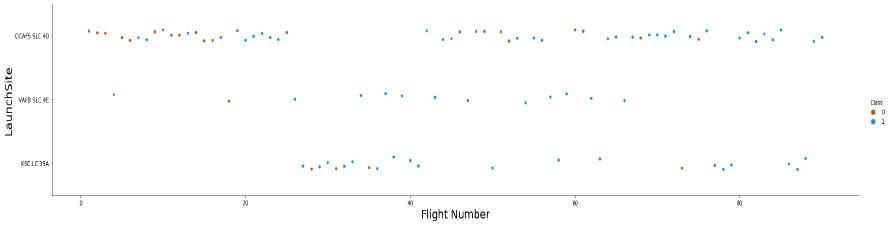 LaunchSite
CCAFS SLC 40
VAFB SLC 4E
KSC LC 39A
0 20 40 60 80
Flight Number
Class
0
1